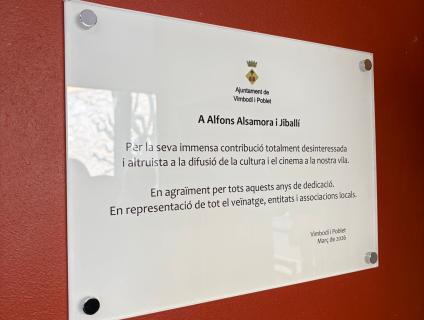 Ajuntament de
Vimbodí i Poblet
A Alfons Alsamora i Jiballí
Per la seva immensa contribució totalment desinteressada
i altruista a la difusió de la cultura i el cinema a la nostra vila.
En agraïment per tots aquests anys de dedicació.
En representació de tot el veïnatge, entitats i associacions locals.
Vimbodí i Poblet
Març de 2026